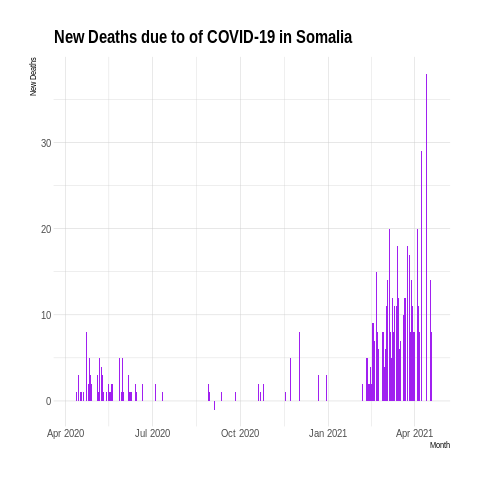 New Deaths due to of COVID-19 in Somalia
New Deaths
30
20
10
0
Apr 2020
Jul 2020
Oct 2020
Jan 2021
Apr 2021
Month